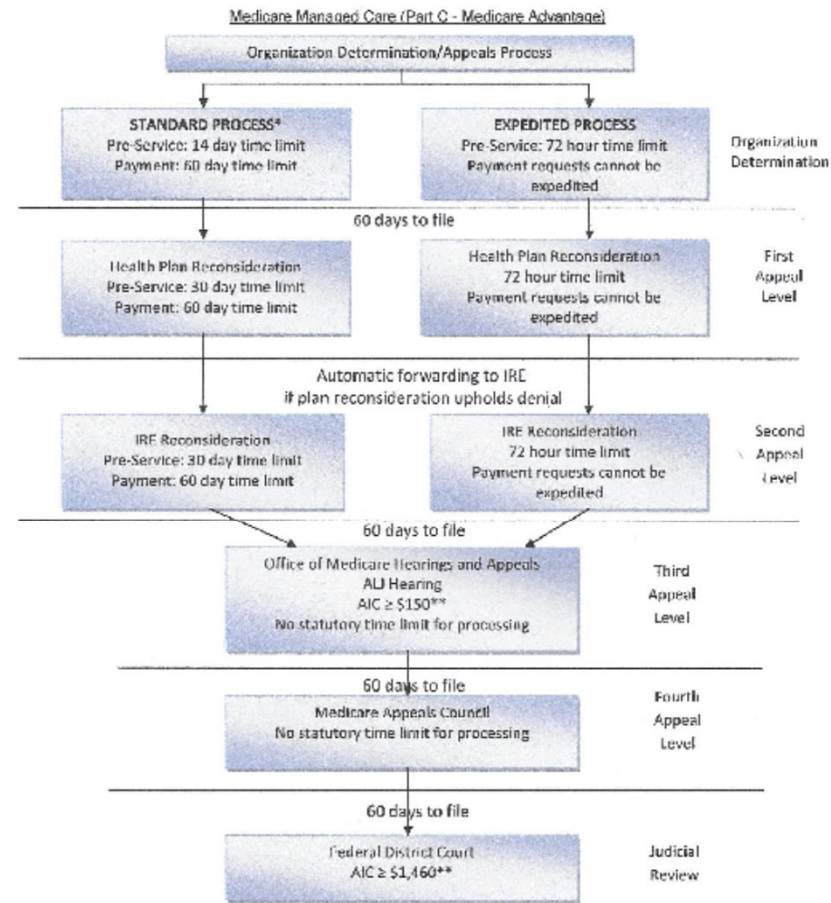 Medicare Managed Care (Part C - Medicare Advantage)
Organization Determination/Appeals Process
STANDARD PROCESS*
Pre-Service: 14 day time limit
Payment: 60 day time limit
EXPEDITED PROCESS
Pre-Service: 72 hour time limit
Payment requests cannot be
expedited
Organization
Determination
60 days to file
Health Plan Reconsideration
Pre-Service: 30 day time limit
Payment: 60 day time limit
Health Plan Reconsideration
72 hour time limit
Payment requests cannot be
expedited
First
Appeal
Level
Automatic forwarding to IRE
if plan reconsideration upholds denial
IRE Reconsideration
Pre-Service: 30 day time limit
Payment: 60 day time limit
IRE Reconsideration
72 hour time limit
Payment requests cannot be
expedited
Second
Appeal
Level
60 days to file
Office of Medicare Hearings and Appeals
ALJ Hearing
AIC ≥ $150**
No statutory time limit for processing
Third
Appeal
Level
60 days to file
Medicare Appeals Council
No statutory time limit for processing
Fourth
Appeal
Level
60 days to file
Federal District Court
AIC ≥ $1,460**
Judicial
Review